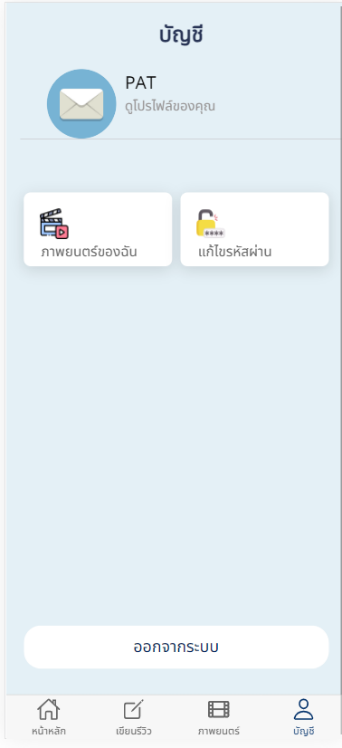 บัญชี
PAT
ดูโปรไฟล์ของคุณ
ภาพยนตร์ของฉัน
แก้ไขรหัสผ่าน
ออกจากระบบ
หน้าหลัก
เขียนรีวิว
ภาพยนตร์
บัญชี